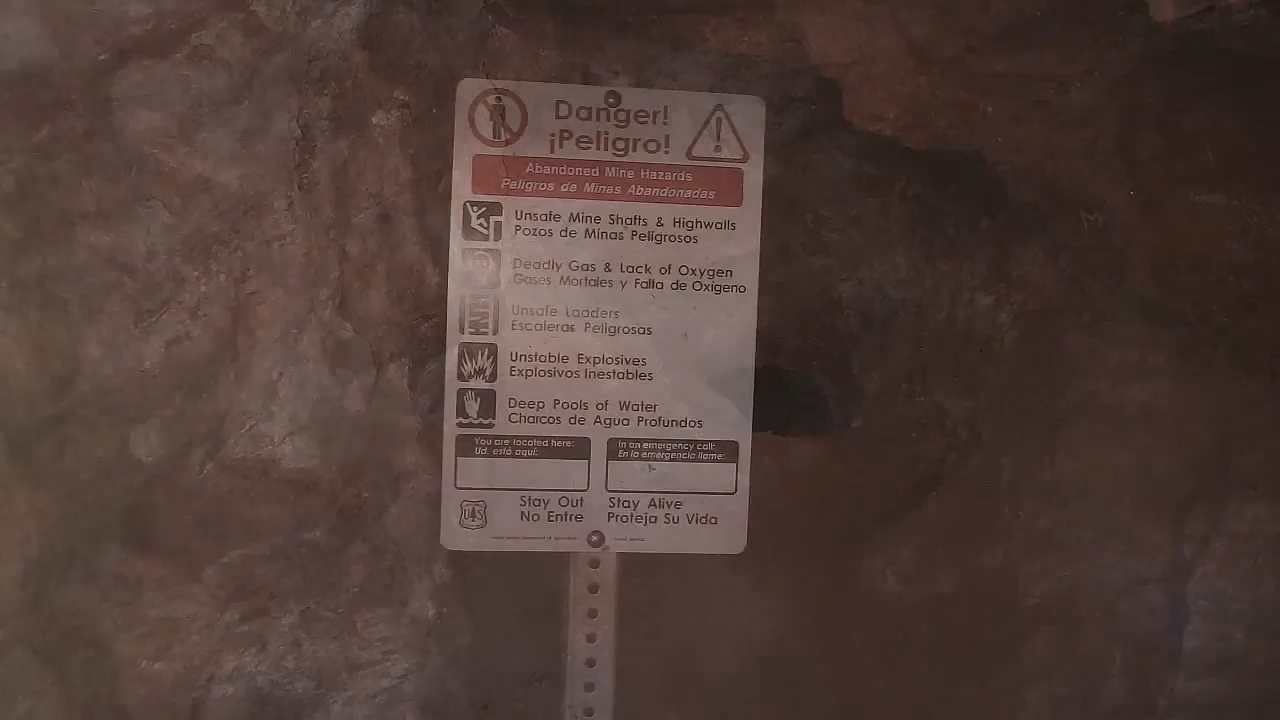 Danger!
¡Peligro!
Abandoned Mine Hazards
Peligros de Minas Abandonadas
Unsafe Mine Shafts & Highwalls
Pozos de Minas Peligrosos
Deadly Gas & Lack of Oxygen
Gases Mortales y Falta de Oxigeno
Unsafe Ladders
Escaleras Peligrosas
Unstable Explosives
Explosivos Inestables
Deep Pools of Water
Charcos de Agua Profundos
You are located here:
Ud. está aquí:
In an emergency call:
En la emergencia llame:
Stay Out
No Entre
Stay Alive
Proteja Su Vida
U S